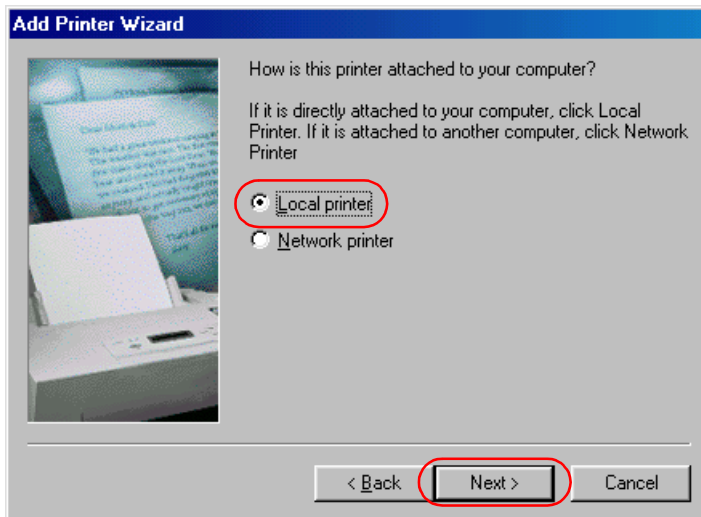 Add Printer Wizard
How is this printer attached to your computer?
If it is directly attached to your computer, click Local
Printer. If it is attached to another computer, click Network
Printer
Local printer
Network printer
< Back
Next >
Cancel